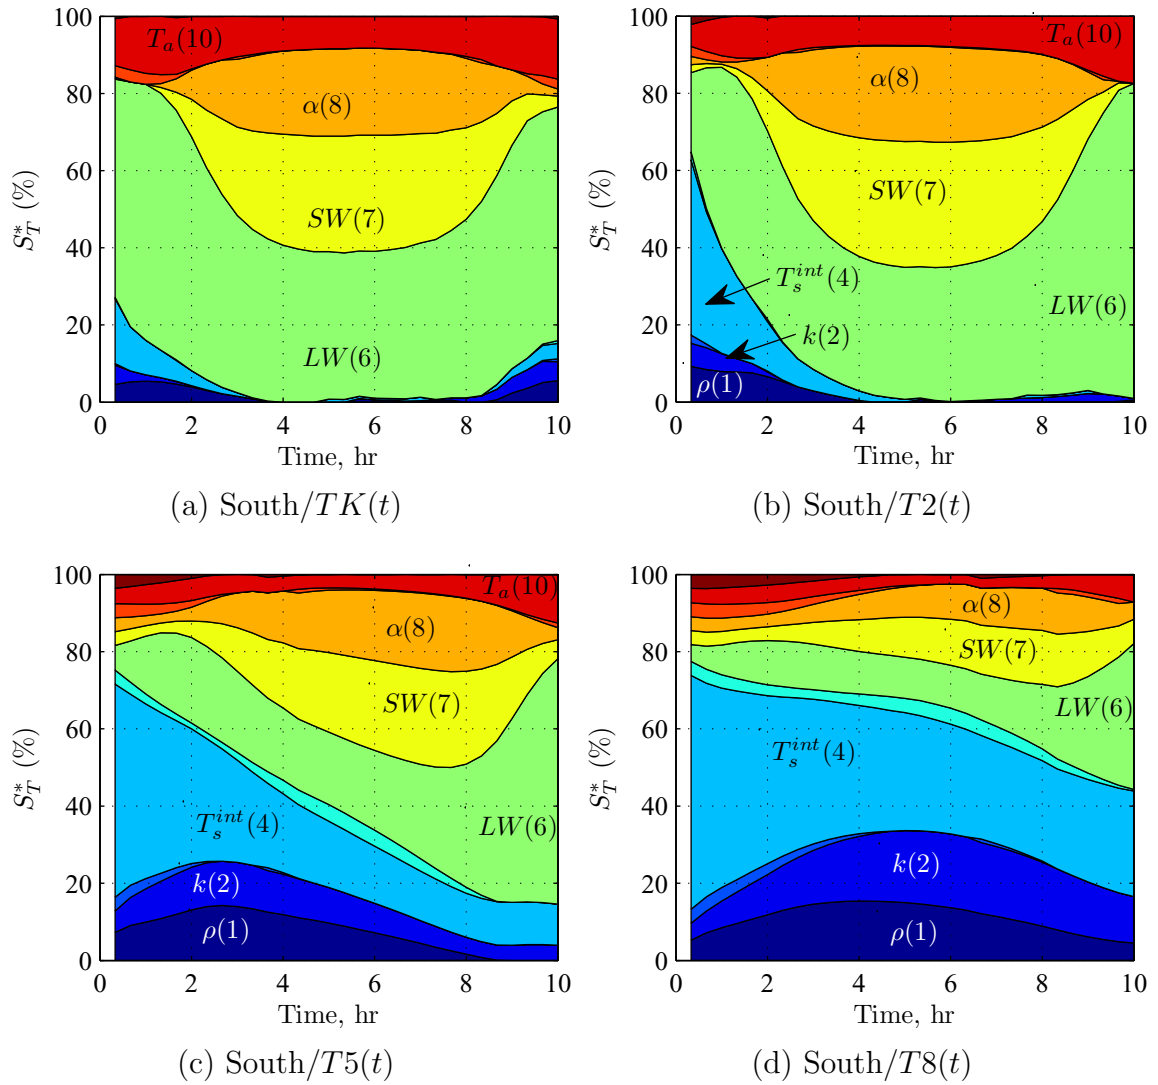 100
80
60
40
20
0
S*_T (%)
T_a(10)
α(8)
SW(7)
LW(6)
0 2 4 6 8 10
Time, hr
(a) South/TK(t)
100
80
60
40
20
0
S*_T (%)
T_a(10)
α(8)
SW(7)
T_s^{int}(4)
LW(6)
k(2)
ρ(1)
0 2 4 6 8 10
Time, hr
(b) South/T2(t)
100
80
60
40
20
0
S*_T (%)
T_a(10)
α(8)
SW(7)
T_s^{int}(4)
LW(6)
k(2)
ρ(1)
0 2 4 6 8 10
Time, hr
(c) South/T5(t)
100
80
60
40
20
0
S*_T (%)
α(8)
SW(7)
LW(6)
T_s^{int}(4)
k(2)
ρ(1)
0 2 4 6 8 10
Time, hr
(d) South/T8(t)